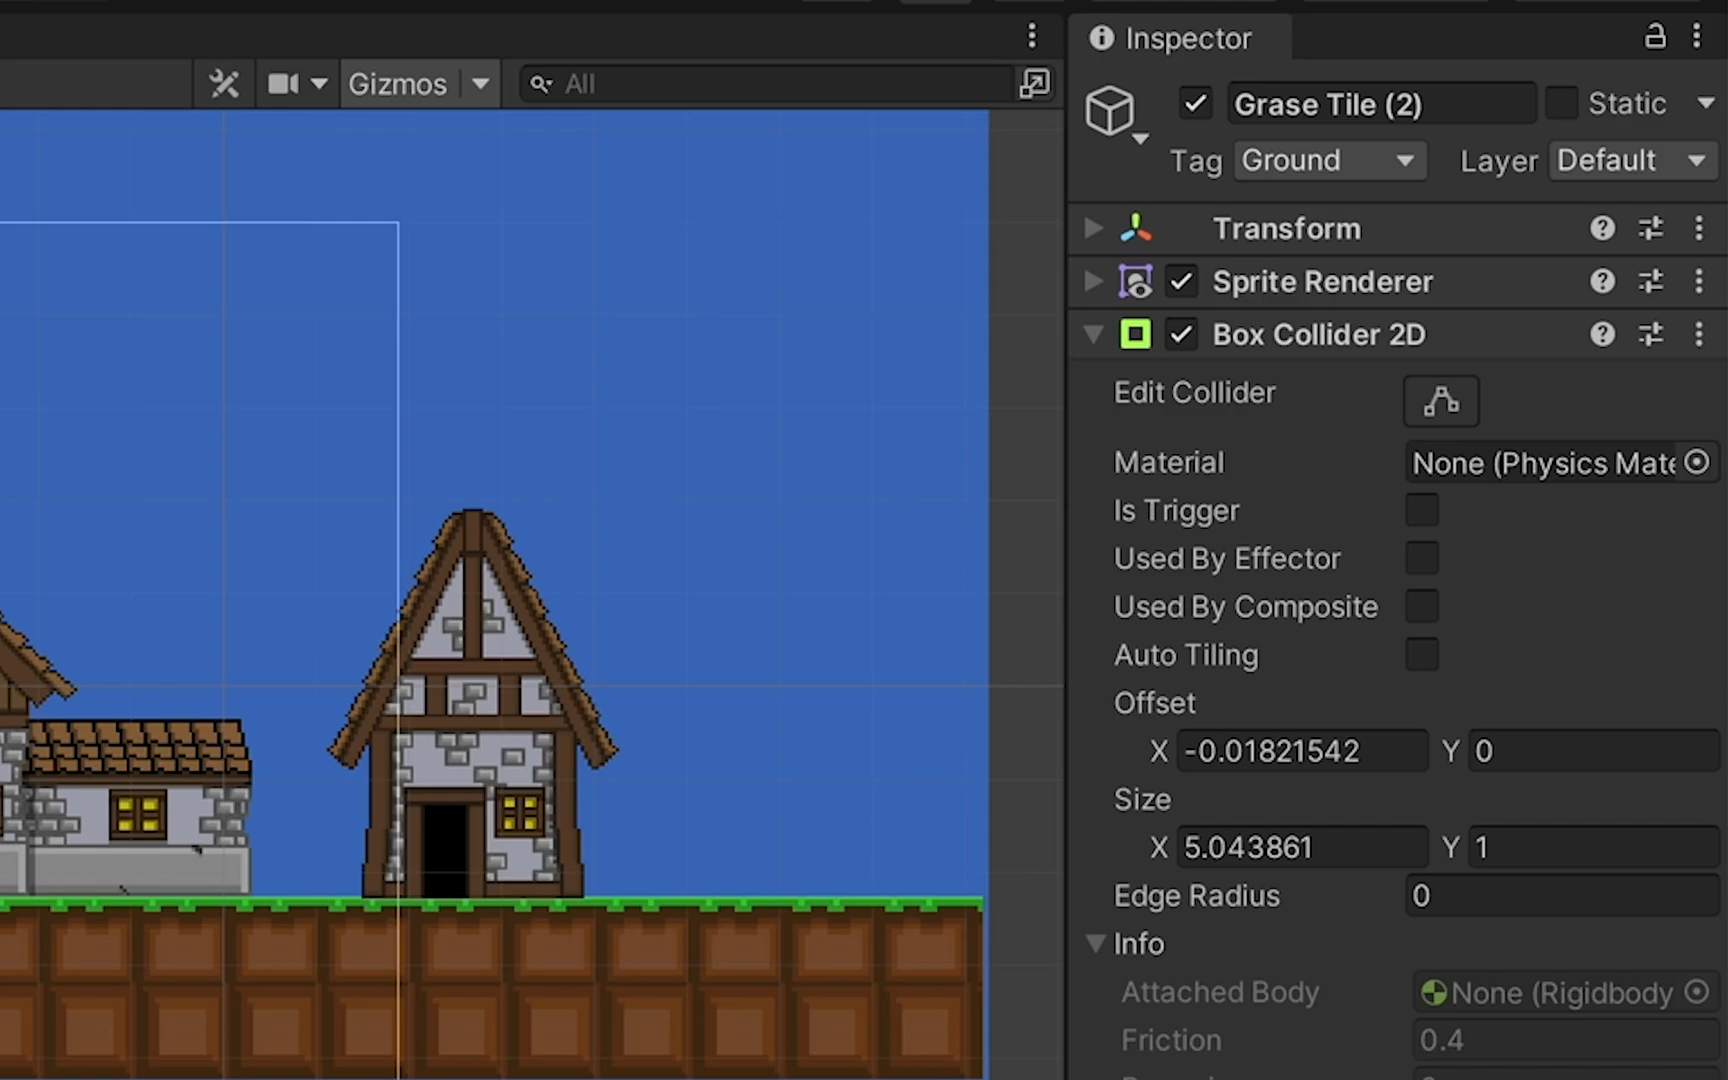 Inspector
Gizmos
All
Grase Tile (2)
Static
Tag
Ground
Layer
Default
Transform
Sprite Renderer
Box Collider 2D
Edit Collider
Material
None (Physics Mate
Is Trigger
Used By Effector
Used By Composite
Auto Tiling
Offset
X -0.01821542 Y 0
Size
X 5.043861 Y 1
Edge Radius 0
Info
Attached Body None (Rigidbody
Friction 0.4